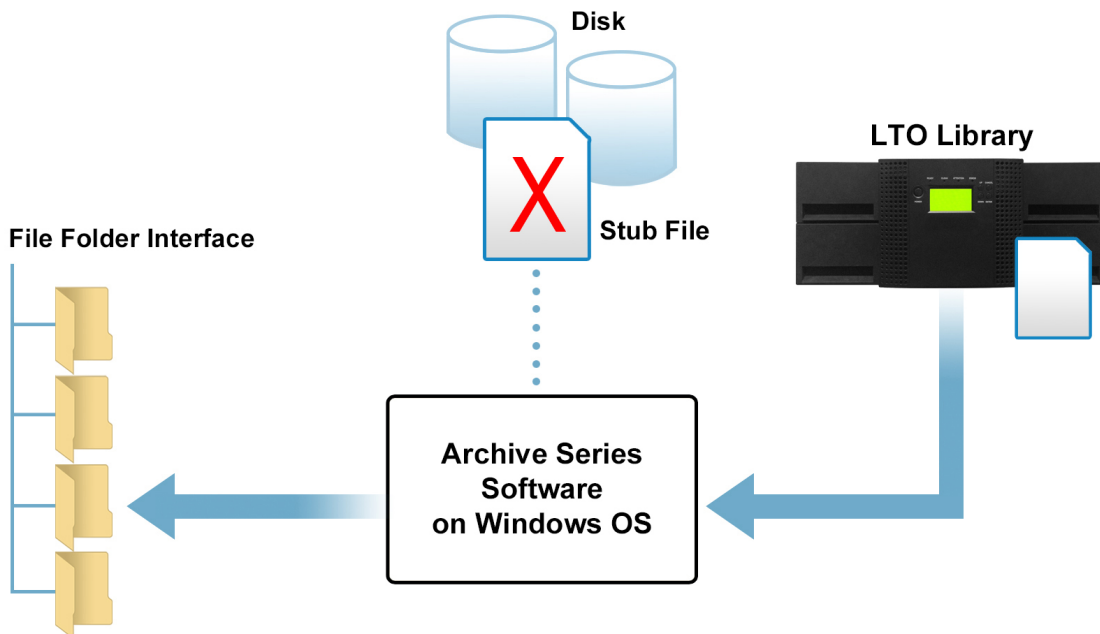 Disk
LTO Library
Stub File
File Folder Interface
Archive Series
Software
on Windows OS
X